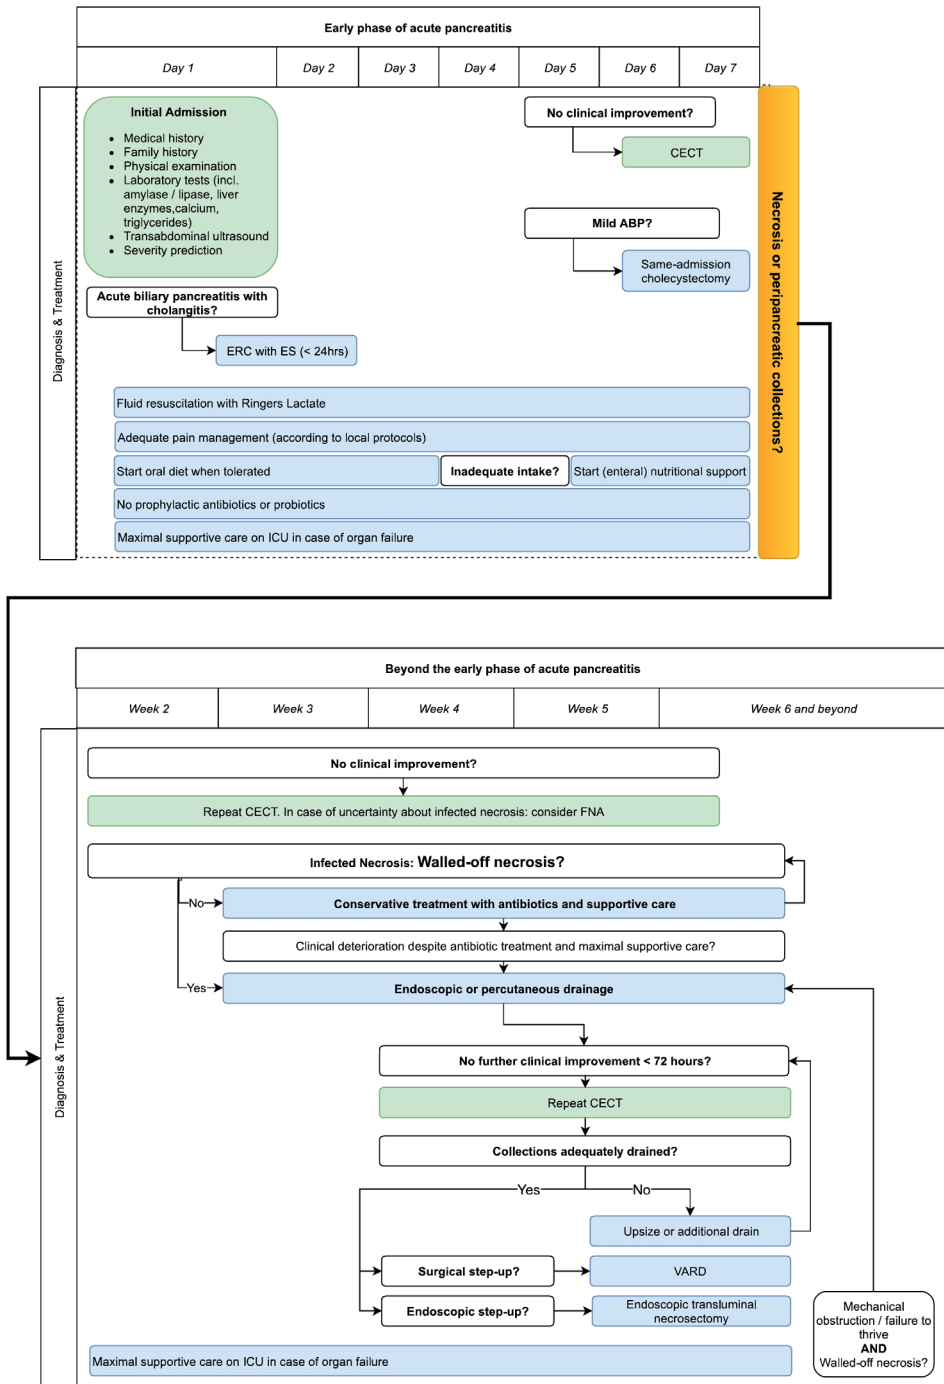 Early phase of acute pancreatitis
Day 1
Day 2
Day 3
Day 4
Day 5
Day 6
Day 7
Diagnosis & Treatment
Initial Admission
• Medical history
• Family history
• Physical examination
• Laboratory tests (incl.
amylase / lipase, liver
enzymes,calcium,
triglycerides)
• Transabdominal ultrasound
• Severity prediction
No clinical improvement?
CECT
Mild ABP?
Same-admission
cholecystectomy
Acute biliary pancreatitis with
cholangitis?
ERC with ES (< 24hrs)
Fluid resuscitation with Ringers Lactate
Adequate pain management (according to local protocols)
Start oral diet when tolerated
Inadequate intake?
Start (enteral) nutritional support
No prophylactic antibiotics or probiotics
Maximal supportive care on ICU in case of organ failure
Necrosis or peripancreatic collections?
Beyond the early phase of acute pancreatitis
Week 2
Week 3
Week 4
Week 5
Week 6 and beyond
Diagnosis & Treatment
No clinical improvement?
Repeat CECT. In case of uncertainty about infected necrosis: consider FNA
Infected Necrosis: Walled-off necrosis?
No
Conservative treatment with antibiotics and supportive care
Clinical deterioration despite antibiotic treatment and maximal supportive care?
Yes
Endoscopic or percutaneous drainage
No further clinical improvement < 72 hours?
Repeat CECT
Collections adequately drained?
Yes
No
Upsize or additional drain
Surgical step-up?
VARD
Endoscopic step-up?
Endoscopic transluminal
necrosectomy
Mechanical
obstruction / failure to
thrive
AND
Walled-off necrosis?
Maximal supportive care on ICU in case of organ failure